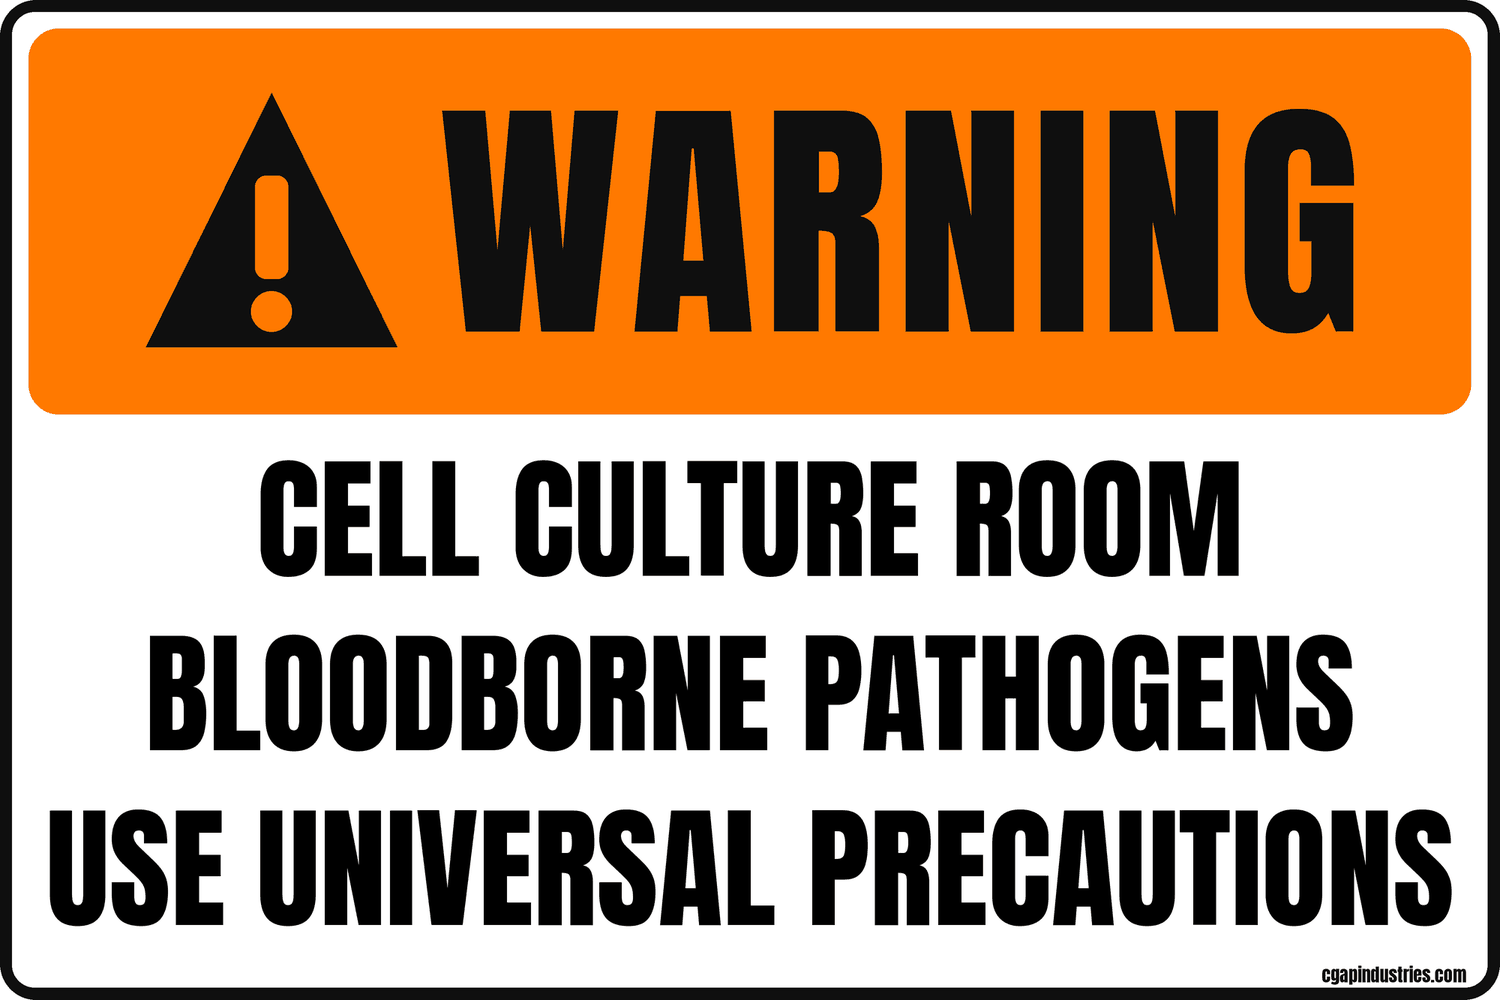 WARNING
CELL CULTURE ROOM
BLOODBORNE PATHOGENS
USE UNIVERSAL PRECAUTIONS
cgapindustries.com